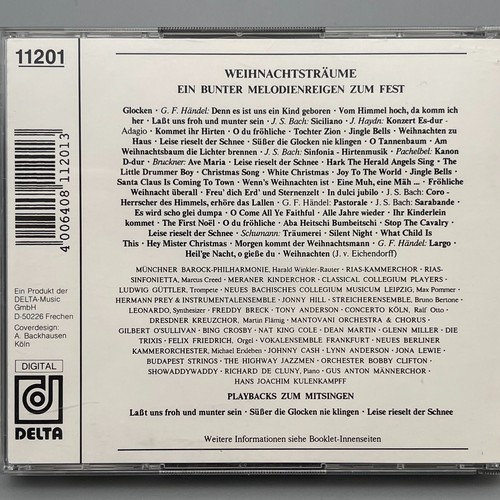 11201
4 006408 112013
Ein Produkt der
DELTA-Music
GmbH
D-50226 Frechen
Coverdesign:
A. Backhausen
Köln
DIGITAL
DELTA
WEIHNACHTSTRÄUME
EIN BUNTER MELODIENREIGEN ZUM FEST
Glocken · G. F. Händel: Denn es ist uns ein Kind geboren · Vom Himmel hoch, da komm ich
her · Laßt uns froh und munter sein · J. S. Bach: Siciliano · J. Haydn: Konzert Es-dur -
Adagio · Kommet ihr Hirten · O du fröhliche · Tochter Zion · Jingle Bells · Weihnachten zu
Haus · Leise rieselt der Schnee · Süßer die Glocken nie klingen · O Tannenbaum · Am
Weihnachtsbaum die Lichter brennen · J. S. Bach: Sinfonia · Hirtenmusik · Pachelbel: Kanon
D-dur · Bruckner: Ave Maria · Leise rieselt der Schnee · Hark The Herald Angels Sing · The
Little Drummer Boy · Christmas Song · White Christmas · Joy To The World · Jingle Bells ·
Santa Claus Is Coming To Town · Wenn's Weihnachten ist · Eine Muh, eine Mäh ... · Fröhliche
Weihnacht überall · Freu' dich Erd' und Sternenzelt · In dulci jubilo · J. S. Bach: Coro -
Herrscher des Himmels, erhöre das Lallen · G. F. Händel: Pastorale · J. S. Bach: Sarabande ·
Es wird scho glei dumpa · O Come All Ye Faithful · Alle Jahre wieder · Ihr Kinderlein
kommet · The First Noël · O du fröhliche · Aba Heitschi Bumbeitschi · Stop The Cavalry ·
Leise rieselt der Schnee · Schumann: Träumerei · Silent Night · What Child Is
This · Hey Mister Christmas · Morgen kommt der Weihnachtsmann · G. F. Händel: Largo ·
Heil'ge Nacht, o gieße du · Weihnachten (J. v. Eichendorff)
MÜNCHNER BAROCK-PHILHARMONIE, Harald Winkler-Rauter · RIAS-KAMMERCHOR · RIAS-
SINFONIETTA, Marcus Creed · MERANER KINDERCHOR · CLASSICAL COLLEGIUM PLAYERS ·
LUDWIG GÜTTLER, Trompete · NEUES BACHISCHES COLLEGIUM MUSICUM LEIPZIG, Max Pommer ·
HERMANN PREY & INSTRUMENTALENSEMBLE · JONNY HILL · STREICHERENSEMBLE, Bruno Bertone ·
LEONARDO, Synthesizer · FREDDY BRECK · TONY ANDERSON · CONCERTO KÖLN, Ralf Otto ·
DRESDNER KREUZCHOR, Martin Flämig · MANTOVANI ORCHESTRA & CHORUS ·
GILBERT O'SULLIVAN · BING CROSBY · NAT KING COLE · DEAN MARTIN · GLENN MILLER · DIE
TRIXIS · FELIX FRIEDRICH, Orgel · VOKALENSEMBLE FRANKFURT · NEUES BERLINER
KAMMERORCHESTER, Michael Erxleben · JOHNNY CASH · LYNN ANDERSON · JONA LEWIE ·
BUDAPEST STRINGS · THE HIGHWAY JAZZMEN · ORCHESTER BOBBY CLIFTON ·
SHOWADDYWADDY · RICHARD DE CLUNY, Piano · GUS ANTON MÄNNERCHOR ·
HANS JOACHIM KULENKAMPFF
PLAYBACKS ZUM MITSINGEN
Laßt uns froh und munter sein · Süßer die Glocken nie klingen · Leise rieselt der Schnee
Weitere Informationen siehe Booklet-Innenseiten